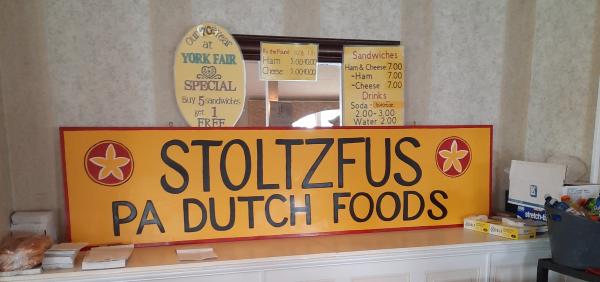 Our 70th Year
at
YORK FAIR
SPECIAL
Buy 5 sandwiches
get 1
FREE
By the Pound
Ham
Cheese
Sandwiches
Ham & Cheese 7.00
-Ham 7.00
-Cheese 7.00
Drinks
Soda -
2.00-3.00
Water 2.00
STOLTZFUS
PA DUTCH FOODS
stretch-tite